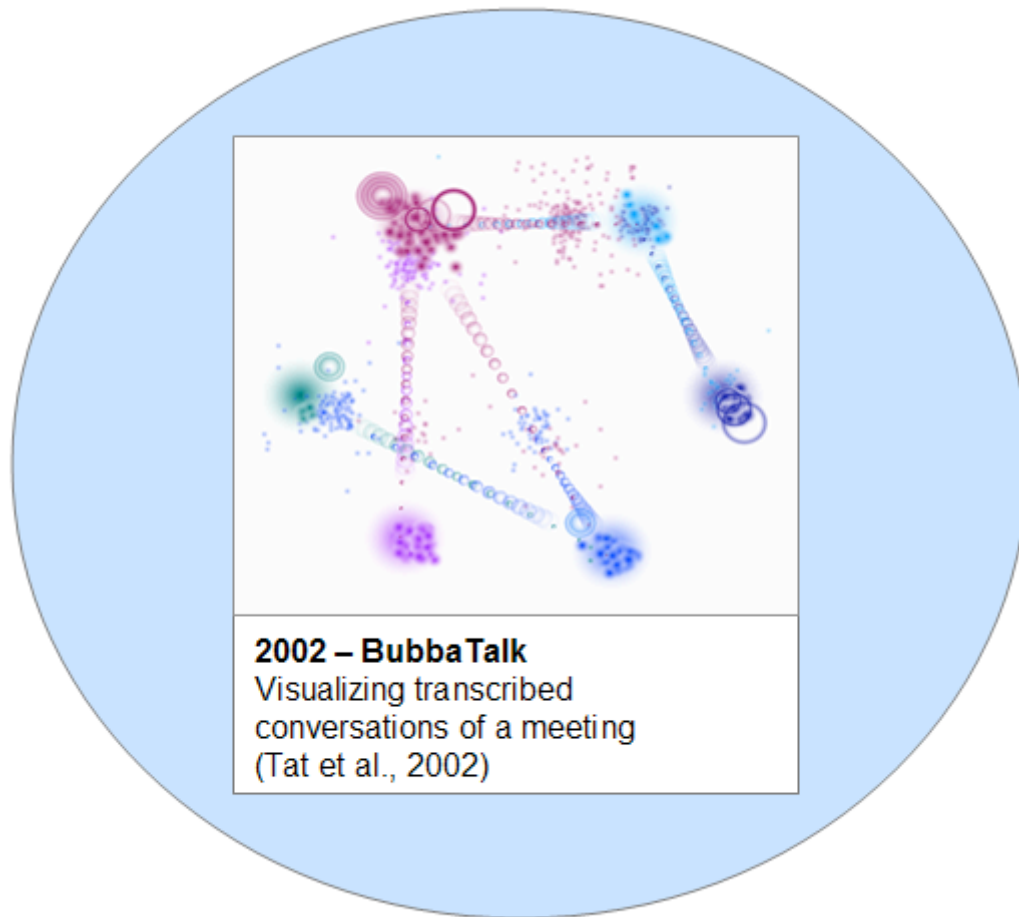 2002 – BubbaTalk
Visualizing transcribed
conversations of a meeting
(Tat et al., 2002)